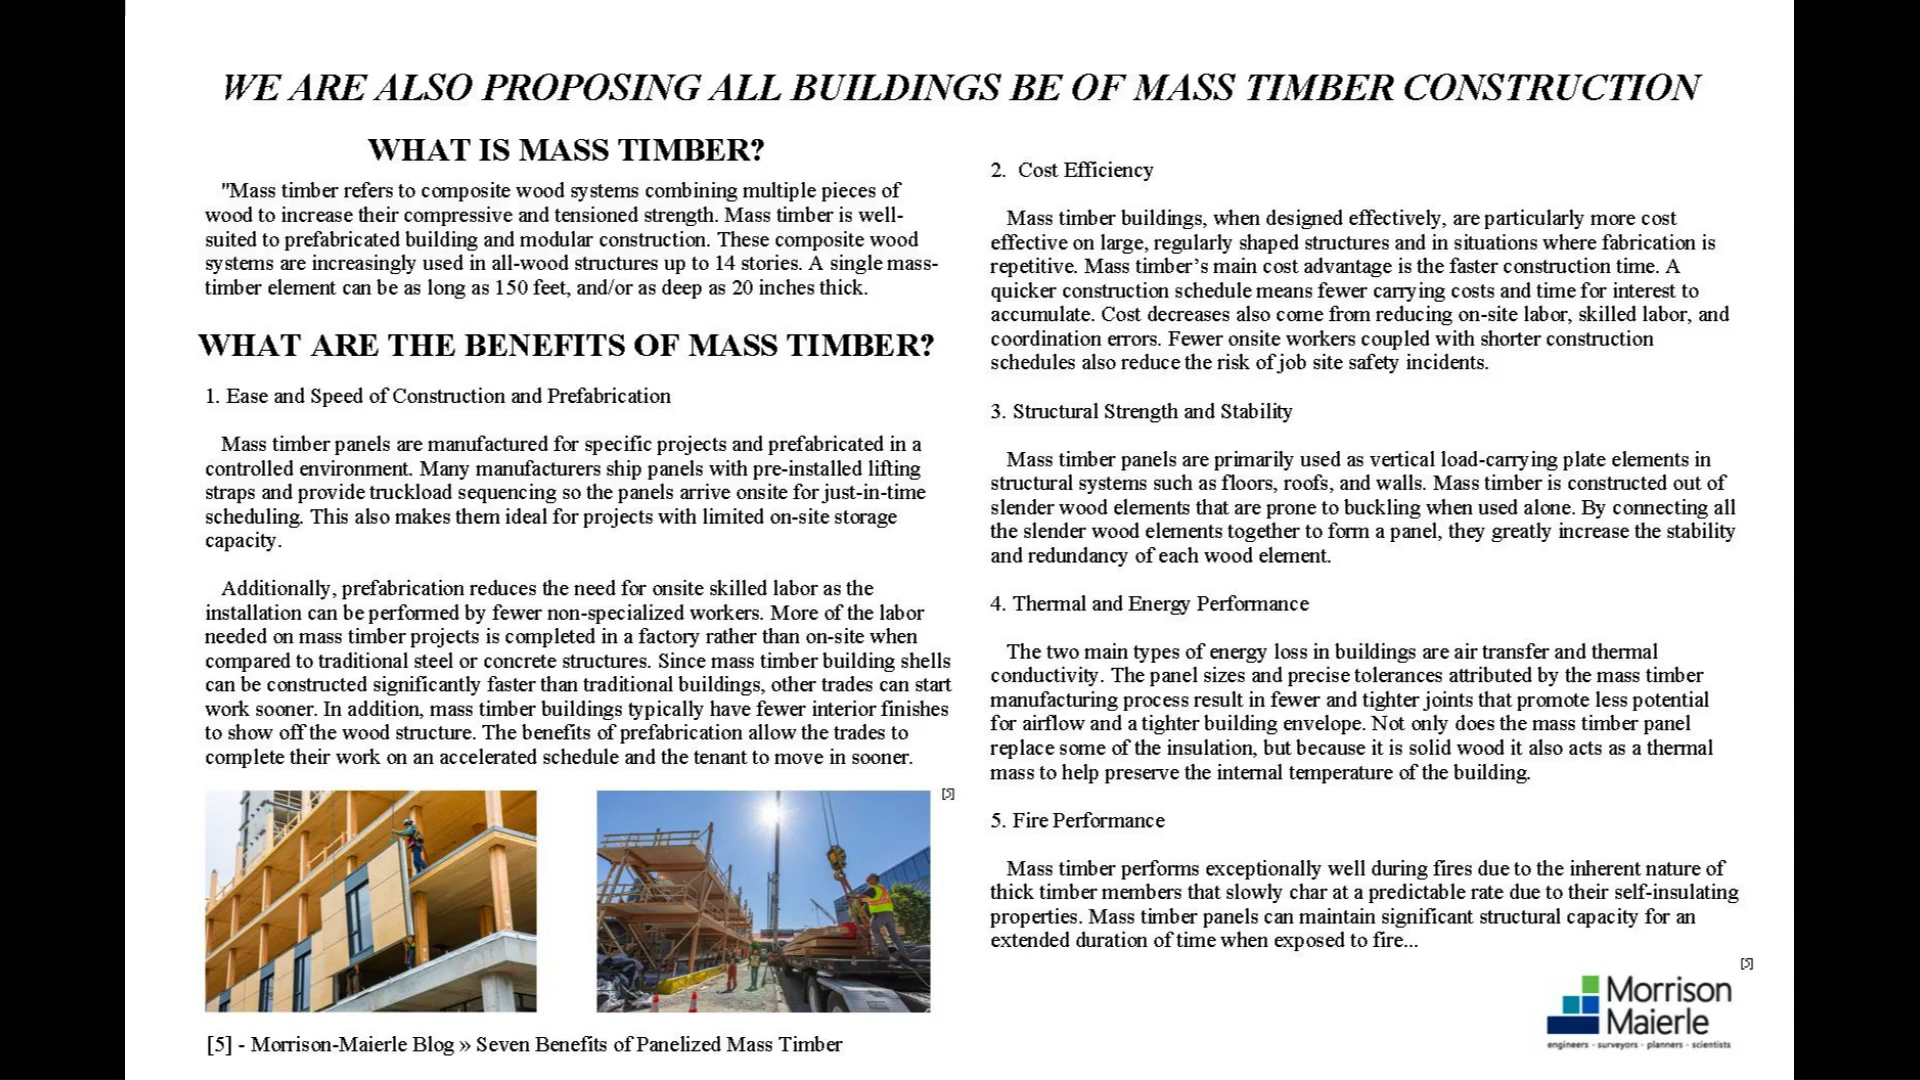 WE ARE ALSO PROPOSING ALL BUILDINGS BE OF MASS TIMBER CONSTRUCTION
WHAT IS MASS TIMBER?
"Mass timber refers to composite wood systems combining multiple pieces of
wood to increase their compressive and tensioned strength. Mass timber is well-
suited to prefabricated building and modular construction. These composite wood
systems are increasingly used in all-wood structures up to 14 stories. A single mass-
timber element can be as long as 150 feet, and/or as deep as 20 inches thick.
WHAT ARE THE BENEFITS OF MASS TIMBER?
1. Ease and Speed of Construction and Prefabrication
Mass timber panels are manufactured for specific projects and prefabricated in a
controlled environment. Many manufacturers ship panels with pre-installed lifting
straps and provide truckload sequencing so the panels arrive onsite for just-in-time
scheduling. This also makes them ideal for projects with limited on-site storage
capacity.
Additionally, prefabrication reduces the need for onsite skilled labor as the
installation can be performed by fewer non-specialized workers. More of the labor
needed on mass timber projects is completed in a factory rather than on-site when
compared to traditional steel or concrete structures. Since mass timber building shells
can be constructed significantly faster than traditional buildings, other trades can start
work sooner. In addition, mass timber buildings typically have fewer interior finishes
to show off the wood structure. The benefits of prefabrication allow the trades to
complete their work on an accelerated schedule and the tenant to move in sooner.
[5]
[5] - Morrison-Maierle Blog » Seven Benefits of Panelized Mass Timber
2. Cost Efficiency
Mass timber buildings, when designed effectively, are particularly more cost
effective on large, regularly shaped structures and in situations where fabrication is
repetitive. Mass timber’s main cost advantage is the faster construction time. A
quicker construction schedule means fewer carrying costs and time for interest to
accumulate. Cost decreases also come from reducing on-site labor, skilled labor, and
coordination errors. Fewer onsite workers coupled with shorter construction
schedules also reduce the risk of job site safety incidents.
3. Structural Strength and Stability
Mass timber panels are primarily used as vertical load-carrying plate elements in
structural systems such as floors, roofs, and walls. Mass timber is constructed out of
slender wood elements that are prone to buckling when used alone. By connecting all
the slender wood elements together to form a panel, they greatly increase the stability
and redundancy of each wood element.
4. Thermal and Energy Performance
The two main types of energy loss in buildings are air transfer and thermal
conductivity. The panel sizes and precise tolerances attributed by the mass timber
manufacturing process result in fewer and tighter joints that promote less potential
for airflow and a tighter building envelope. Not only does the mass timber panel
replace some of the insulation, but because it is solid wood it also acts as a thermal
mass to help preserve the internal temperature of the building.
5. Fire Performance
Mass timber performs exceptionally well during fires due to the inherent nature of
thick timber members that slowly char at a predictable rate due to their self-insulating
properties. Mass timber panels can maintain significant structural capacity for an
extended duration of time when exposed to fire...
[5]
Morrison
Maierle
engineers - surveyors - planners - scientists